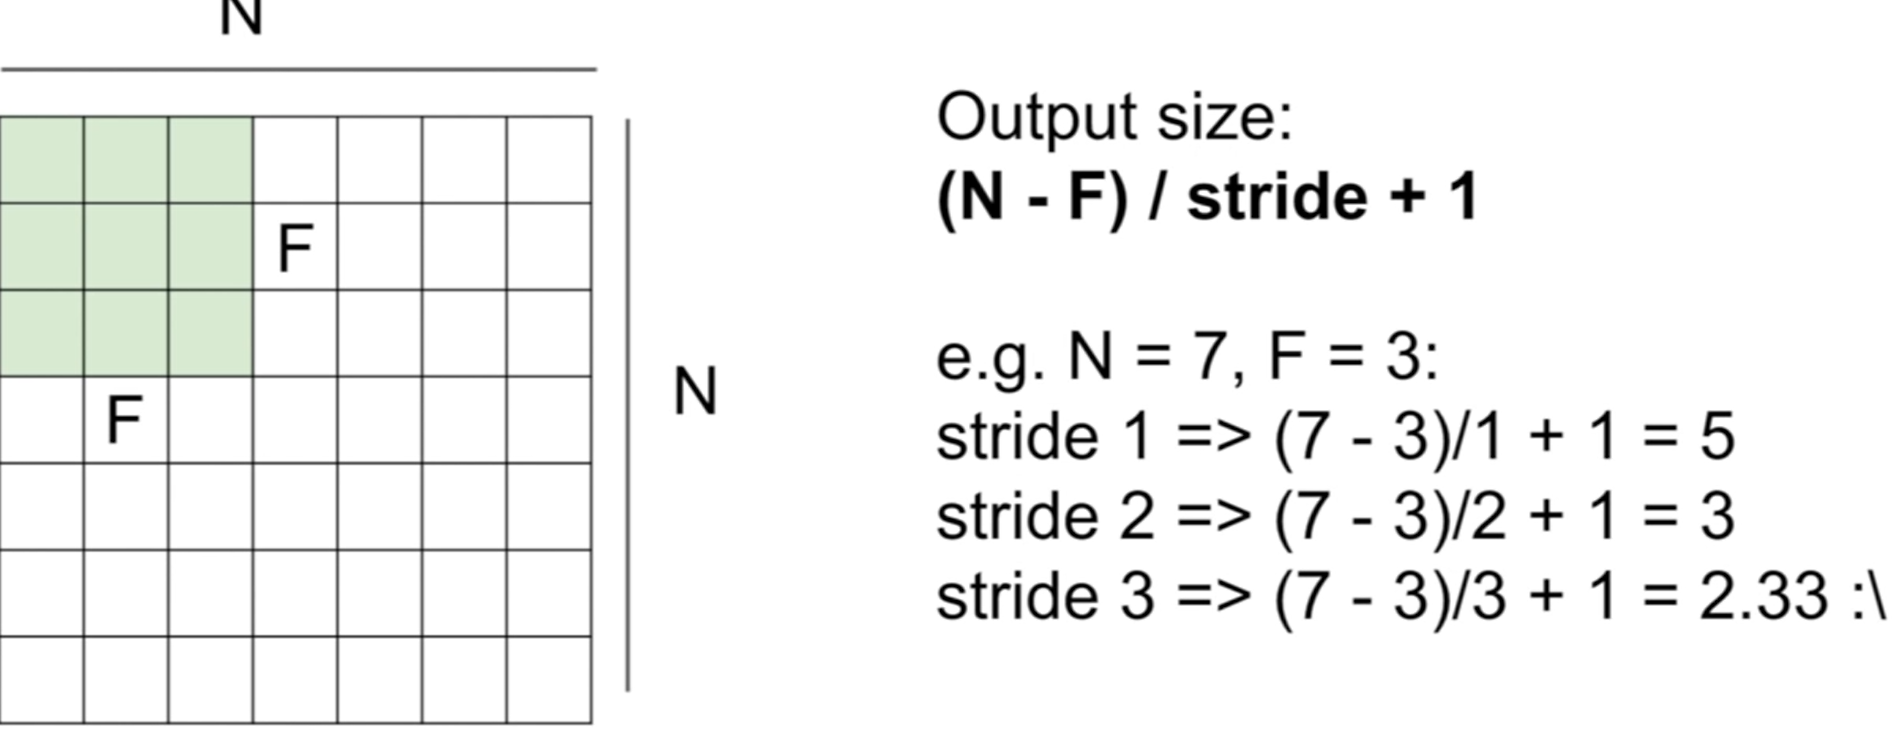 N
F
F
N
Output size:
(N - F) / stride + 1
e.g. N = 7, F = 3:
stride 1 => (7 - 3)/1 + 1 = 5
stride 2 => (7 - 3)/2 + 1 = 3
stride 3 => (7 - 3)/3 + 1 = 2.33 :\